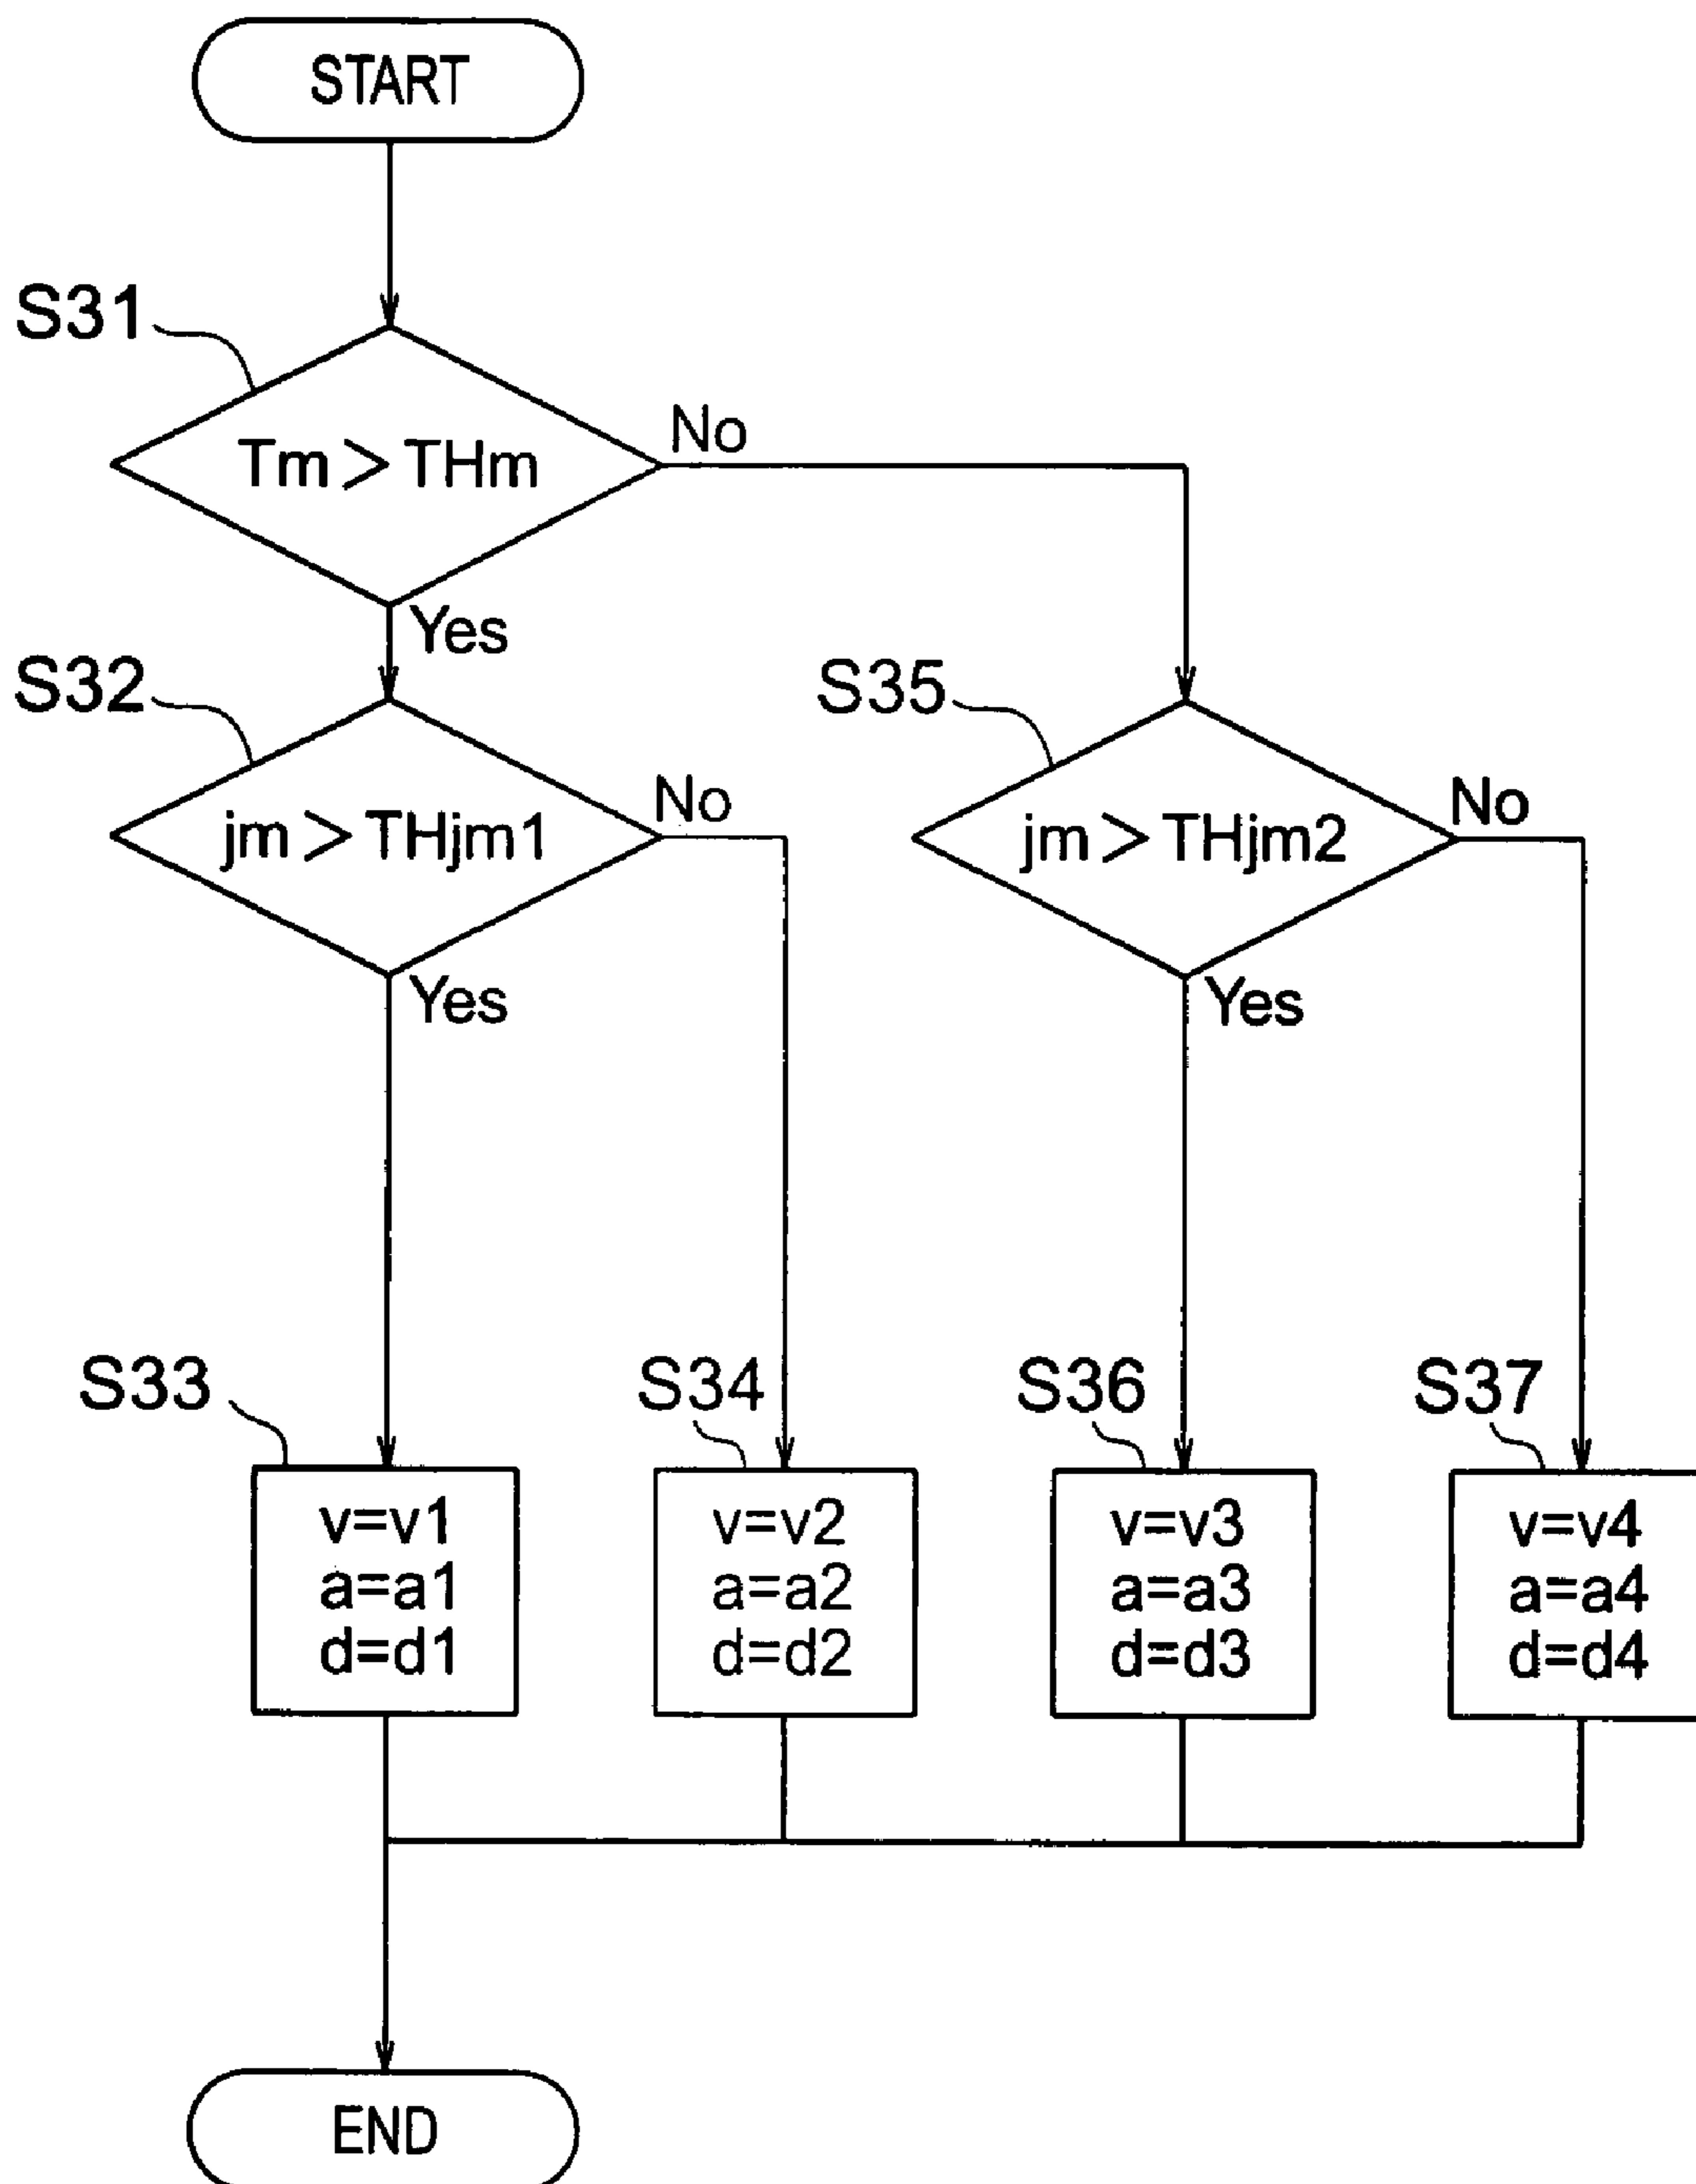 START
S31
Tm > THm
No
Yes
S32
jm > THjm1
No
Yes
S35
jm > THjm2
No
Yes
S33
v=v1
a=a1
d=d1
S34
v=v2
a=a2
d=d2
S36
v=v3
a=a3
d=d3
S37
v=v4
a=a4
d=d4
END